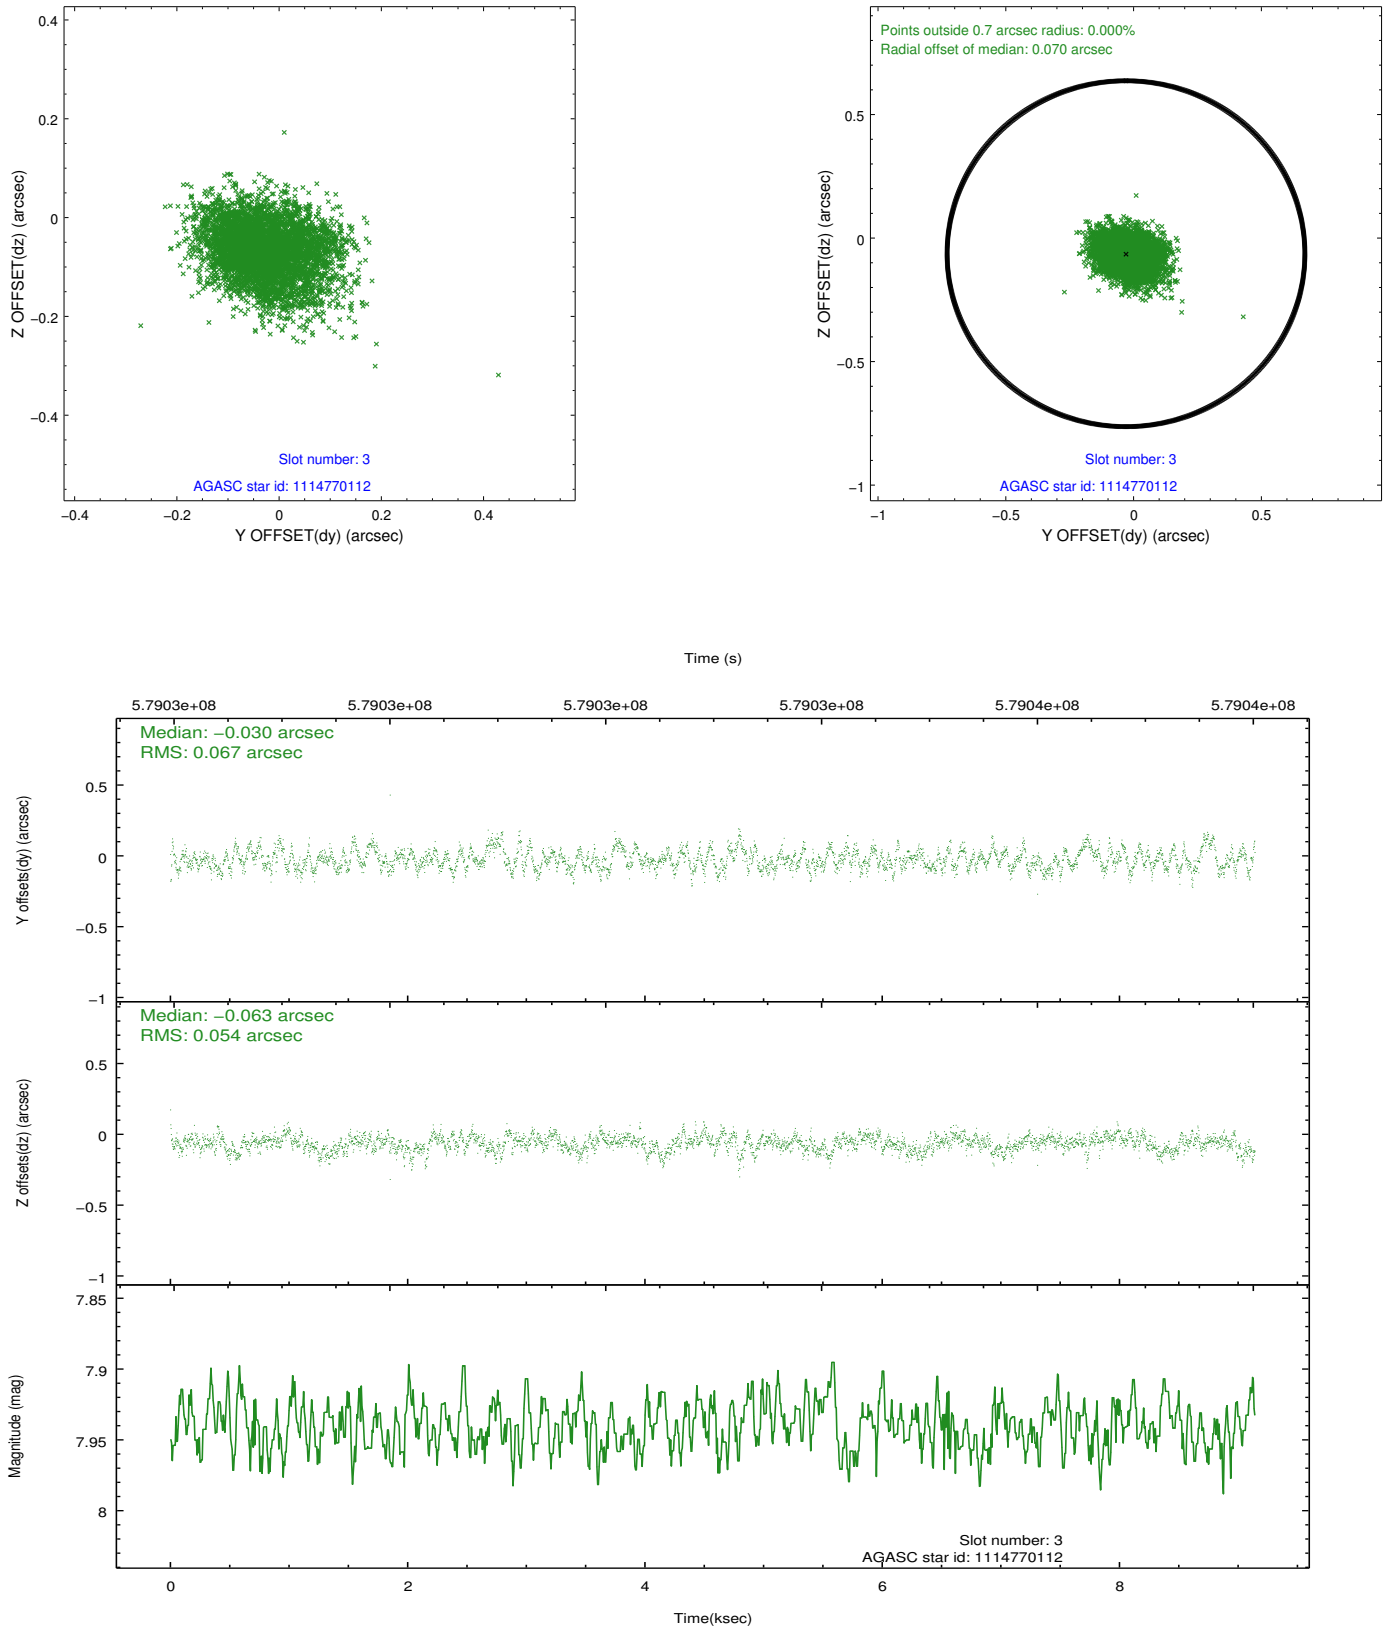 0.4
0.2
0
−0.2
−0.4
Z OFFSET(dz) (arcsec)
Slot number: 3
AGASC star id: 1114770112
−0.4 −0.2 0 0.2 0.4
Y OFFSET(dy) (arcsec)
Points outside 0.7 arcsec radius: 0.000%
Radial offset of median: 0.070 arcsec
0.5
0
−0.5
−1
Z OFFSET(dz) (arcsec)
Slot number: 3
AGASC star id: 1114770112
−1 −0.5 0 0.5
Y OFFSET(dy) (arcsec)
Time (s)
5.7903e+08 5.7903e+08 5.7903e+08 5.7903e+08 5.7904e+08 5.7904e+08
Median: −0.030 arcsec
RMS: 0.067 arcsec
0.5
0
−0.5
−1
Y offsets(dy) (arcsec)
Median: −0.063 arcsec
RMS: 0.054 arcsec
0.5
0
−0.5
−1
Z offsets(dz) (arcsec)
7.85
7.9
7.95
8
Magnitude (mag)
Slot number: 3
AGASC star id: 1114770112
0 2 4 6 8
Time(ksec)